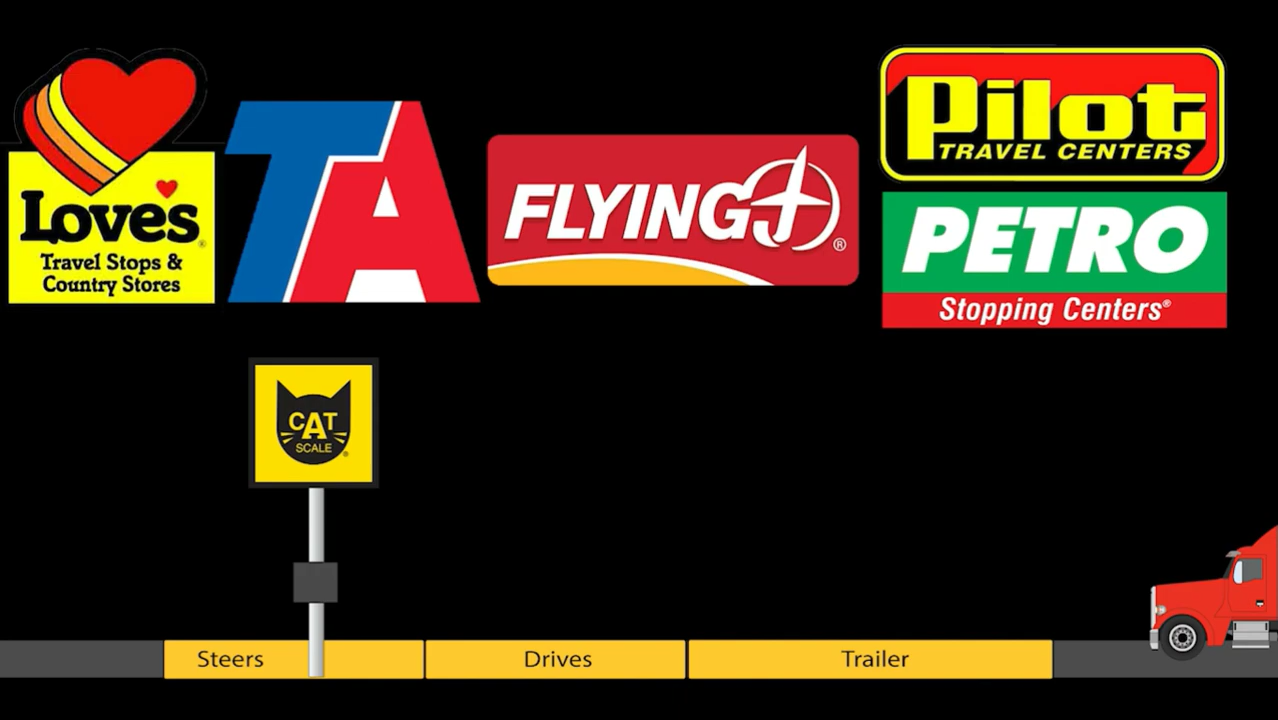 Love's
Travel Stops &
Country Stores
TA
FLYING J
Pilot
TRAVEL CENTERS
PETRO
Stopping Centers®
CAT
SCALE
Steers
Drives
Trailer